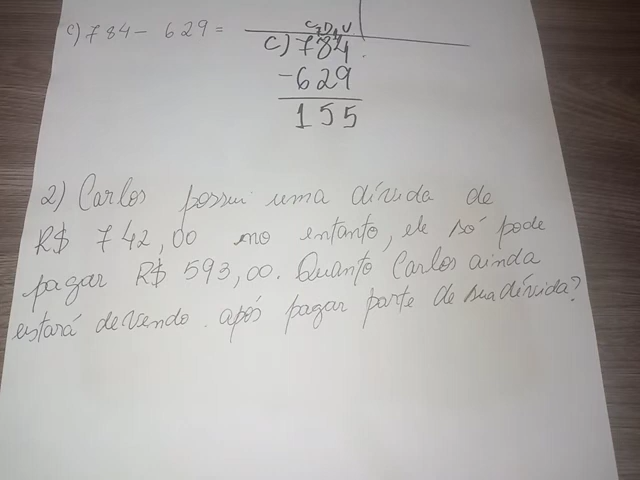 c) 784 - 629 =
C D U
c) 784
-629
155
2) Carlos possui uma dívida de
R$ 742,00 no entanto, ele só pode
pagar R$ 593,00. Quanto Carlos ainda
estará devendo após pagar parte de sua dívida?